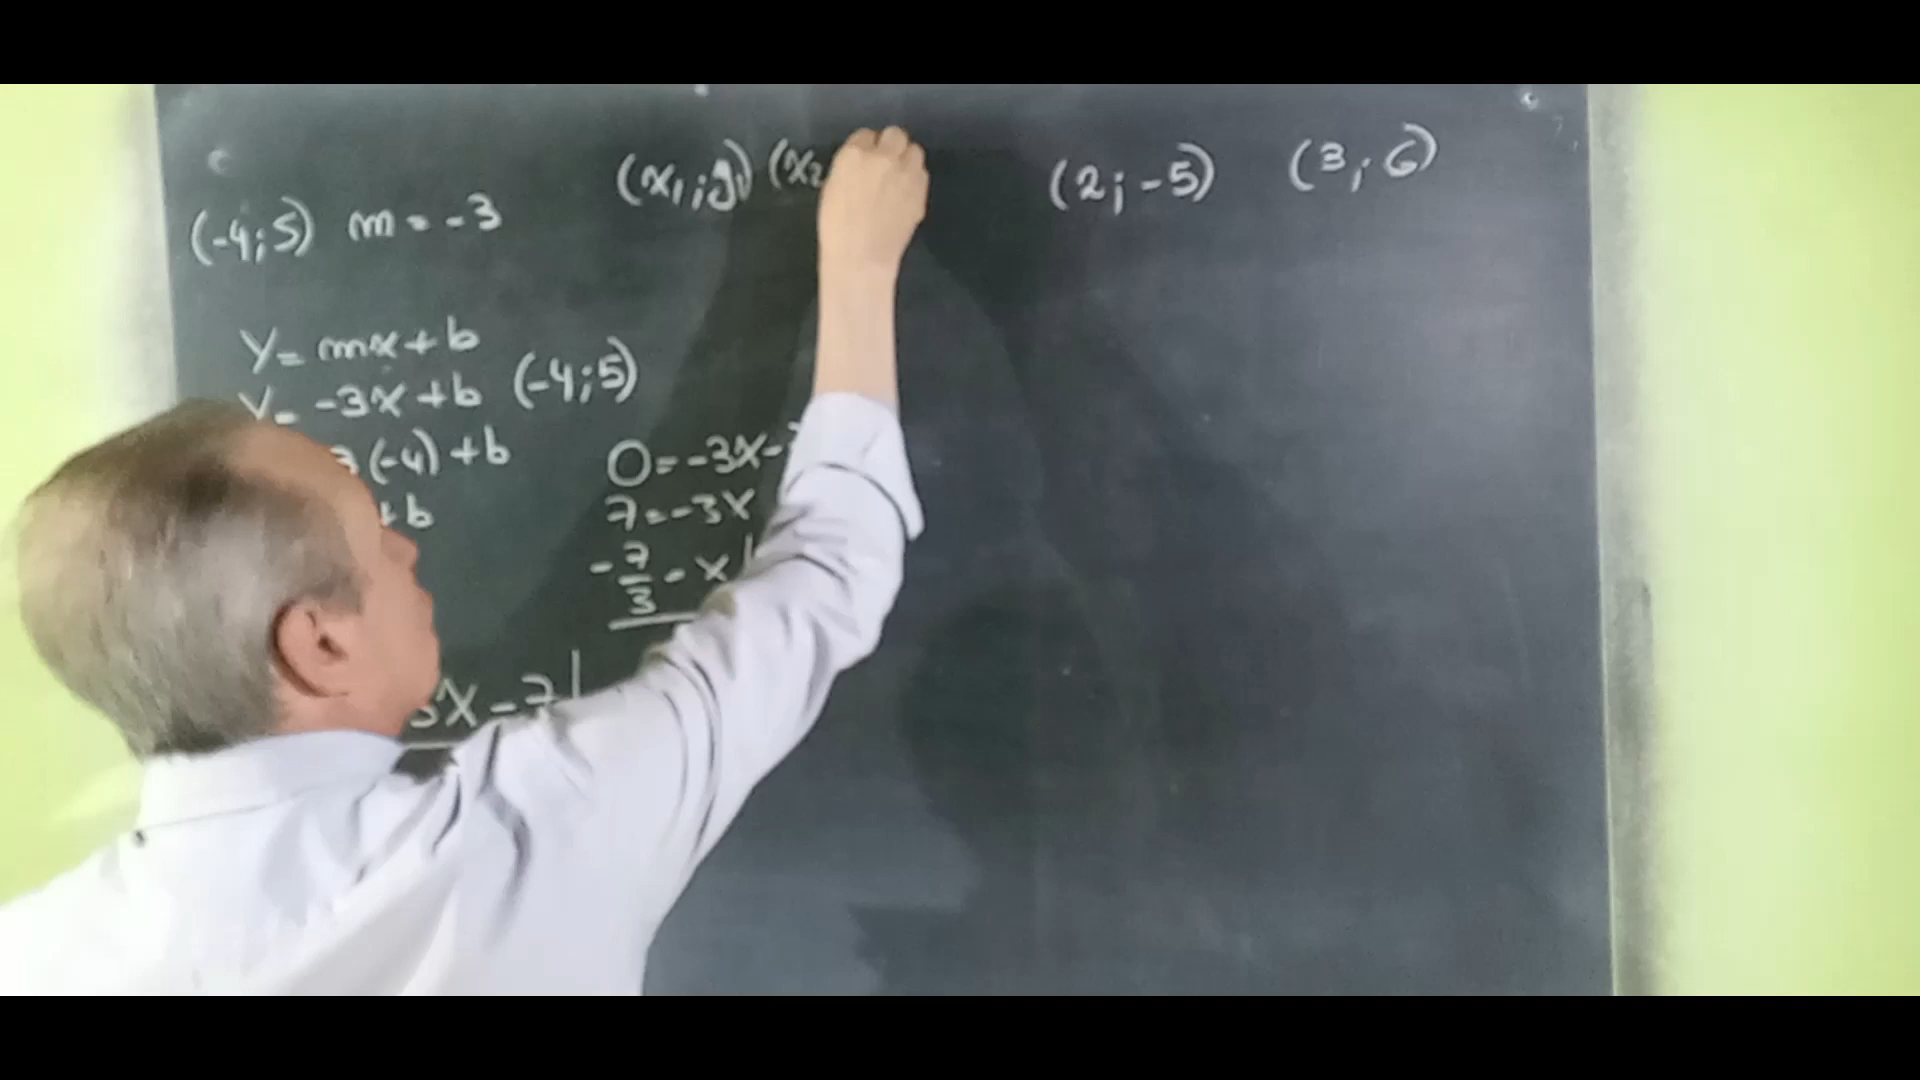 (x₁;y₁) (x₂
(2;-5) (3;6)
(-4;5) m = -3
y = mx + b
y = -3x + b (-4;5)
(-4) + b
+ b
0 = -3x -
7 = -3x
-7/3 = x
3x - 7